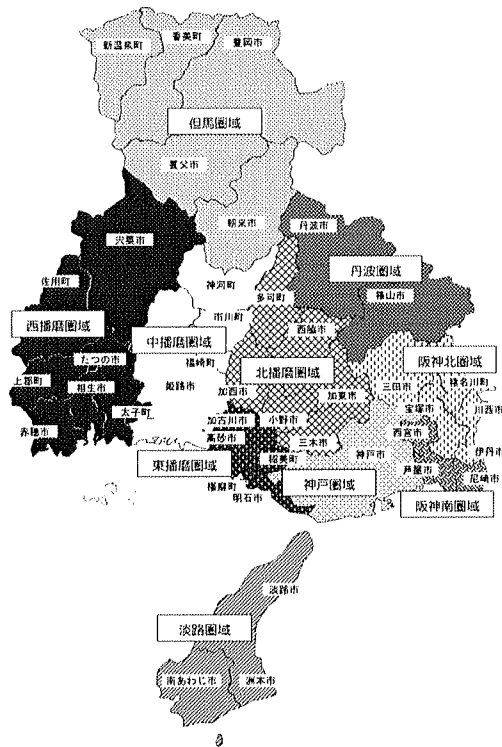 香美町
新温泉町
豊岡市
但馬圏域
養父市
朝来市
宍粟市
丹波市
神河町
丹波圏域
佐用町
多可町
篠山市
市川町
西播磨圏域
中播磨圏域
西脇市
阪神北圏域
たつの市
福崎町
北播磨圏域
猪名川町
上郡町
相生市
姫路市
加西市
加東市
三田市
宝塚市
川西市
太子町
加古川市
小野市
西宮市
赤穂市
高砂市
三木市
伊丹市
東播磨圏域
稲美町
神戸市
芦屋市
尼崎市
播磨町
神戸圏域
明石市
阪神南圏域
淡路市
淡路圏域
南あわじ市
洲本市